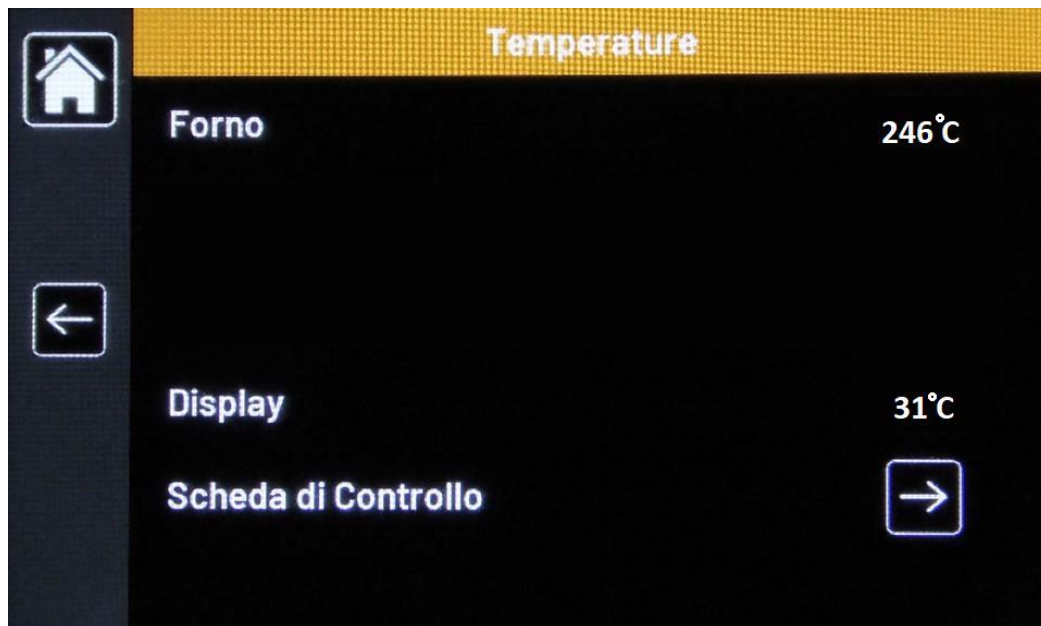 Temperature
Forno 246°C
Display 31°C
Scheda di Controllo